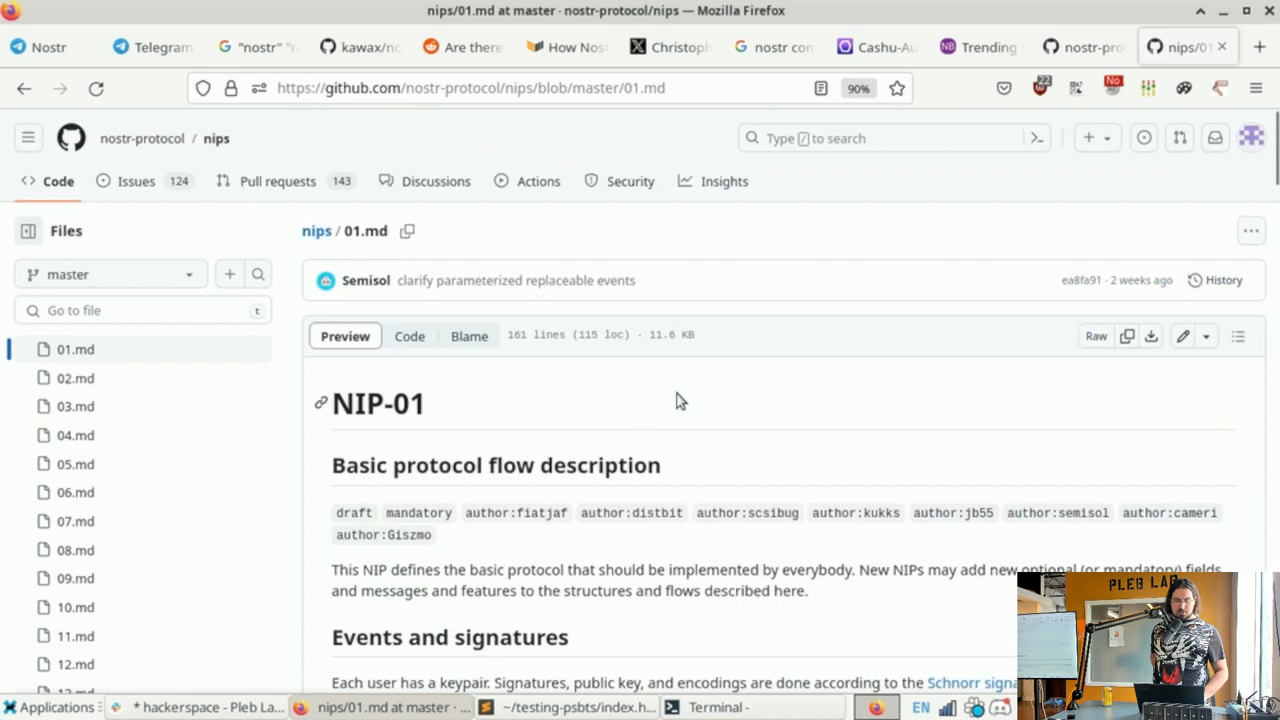 nips/01.md at master · nostr-protocol/nips — Mozilla Firefox
Nostr
Telegram
"nostr" "r
kawax/no
Are there
How Nos
Christoph
nostr con
Cashu-Au
Trending
nostr-pro
nips/01
https://github.com/nostr-protocol/nips/blob/master/01.md
90%
22
No
nostr-protocol / nips
Type / to search
Code
Issues 124
Pull requests 143
Discussions
Actions
Security
Insights
Files
nips / 01.md
master
Semisol clarify parameterized replaceable events
ea8fa91 · 2 weeks ago
History
Go to file t
Preview
Code
Blame
161 lines (115 loc) · 11.6 KB
Raw
01.md
02.md
03.md
04.md
05.md
06.md
07.md
08.md
09.md
10.md
11.md
12.md
NIP-01
Basic protocol flow description
draft mandatory author:fiatjaf author:distbit author:scsibug author:kukks author:jb55 author:semisol author:cameri
author:Giszmo
This NIP defines the basic protocol that should be implemented by everybody. New NIPs may add new optional (or mandatory) fields
and messages and features to the structures and flows described here.
Events and signatures
Each user has a keypair. Signatures, public key, and encodings are done according to the Schnorr signa
PLEB LAB
Applications
* hackerspace - Pleb La...
nips/01.md at master · ...
~/testing-psbts/index.h...
Terminal -
EN